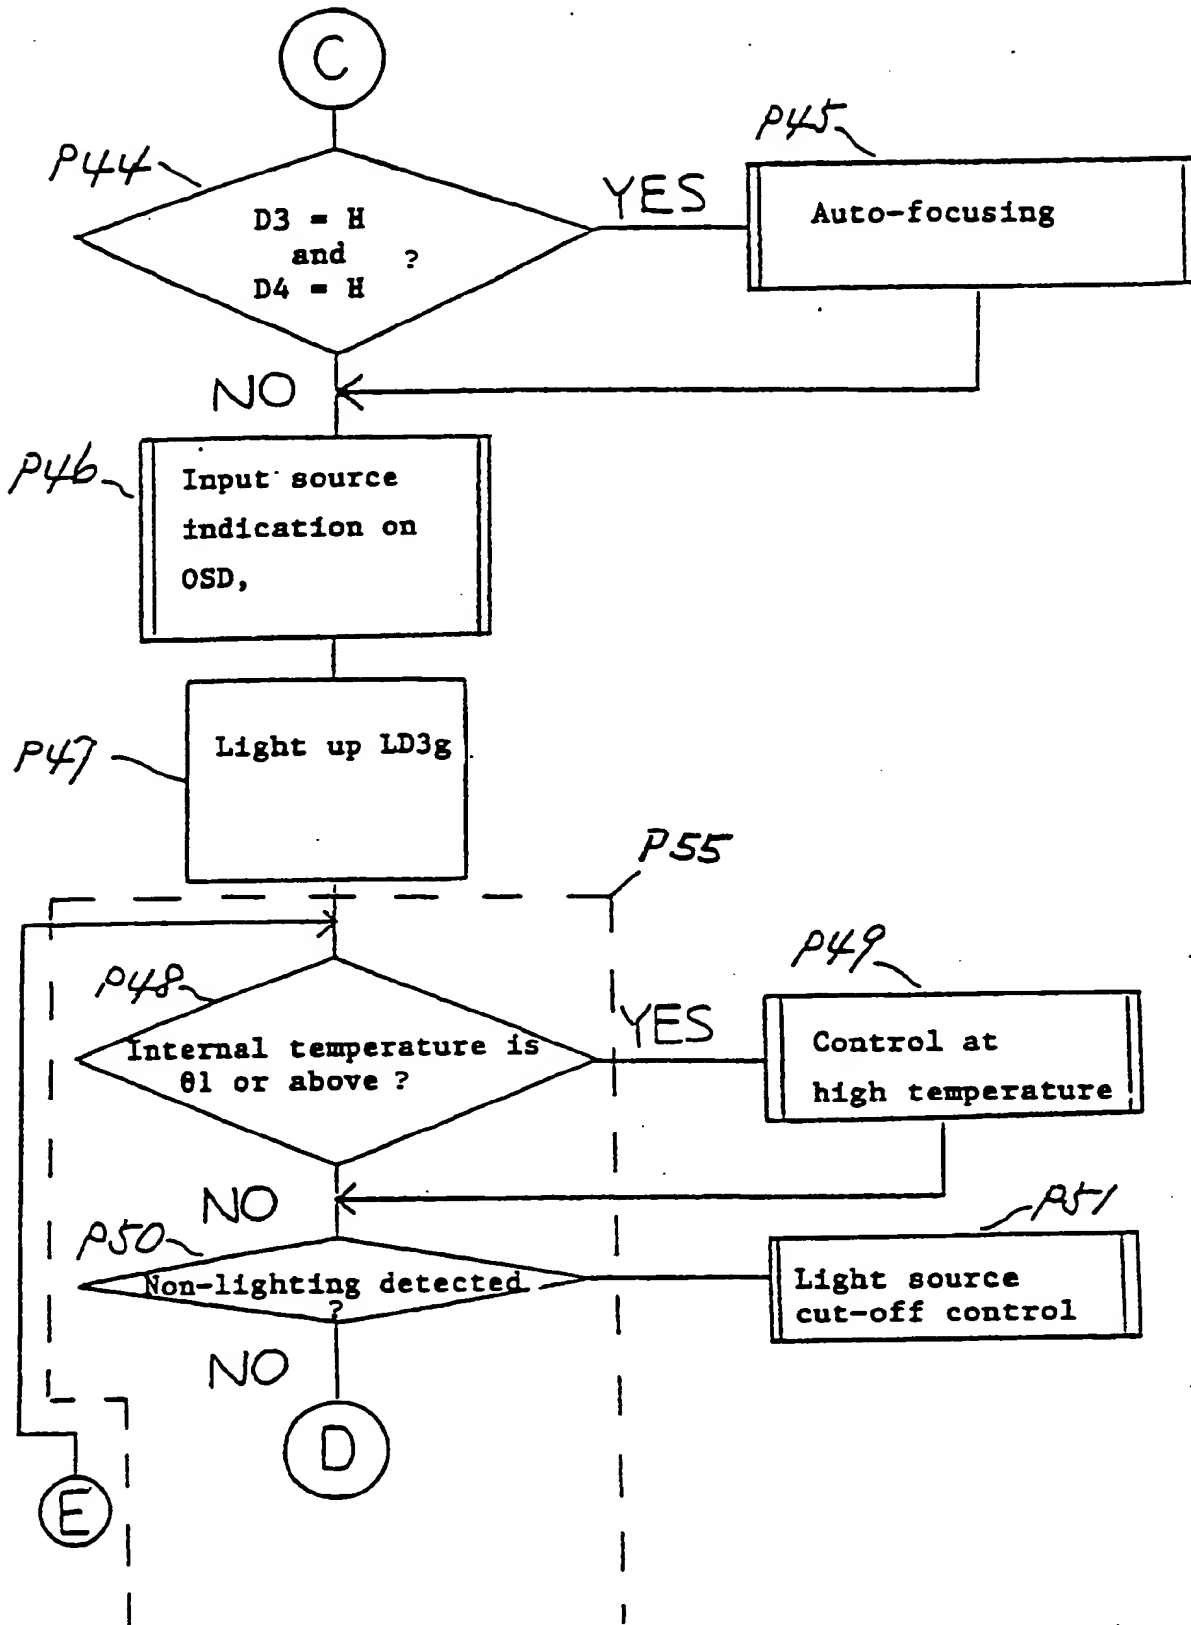 C
P44
D3 = H
and ?
D4 = H
YES
P45
Auto-focusing
NO
P46
Input source
indication on
OSD,
P47
Light up LD3g
P55
P48
Internal temperature is
θ1 or above ?
YES
P49
Control at
high temperature
NO
P50
Non-lighting detected
?
P51
Light source
cut-off control
NO
D
E